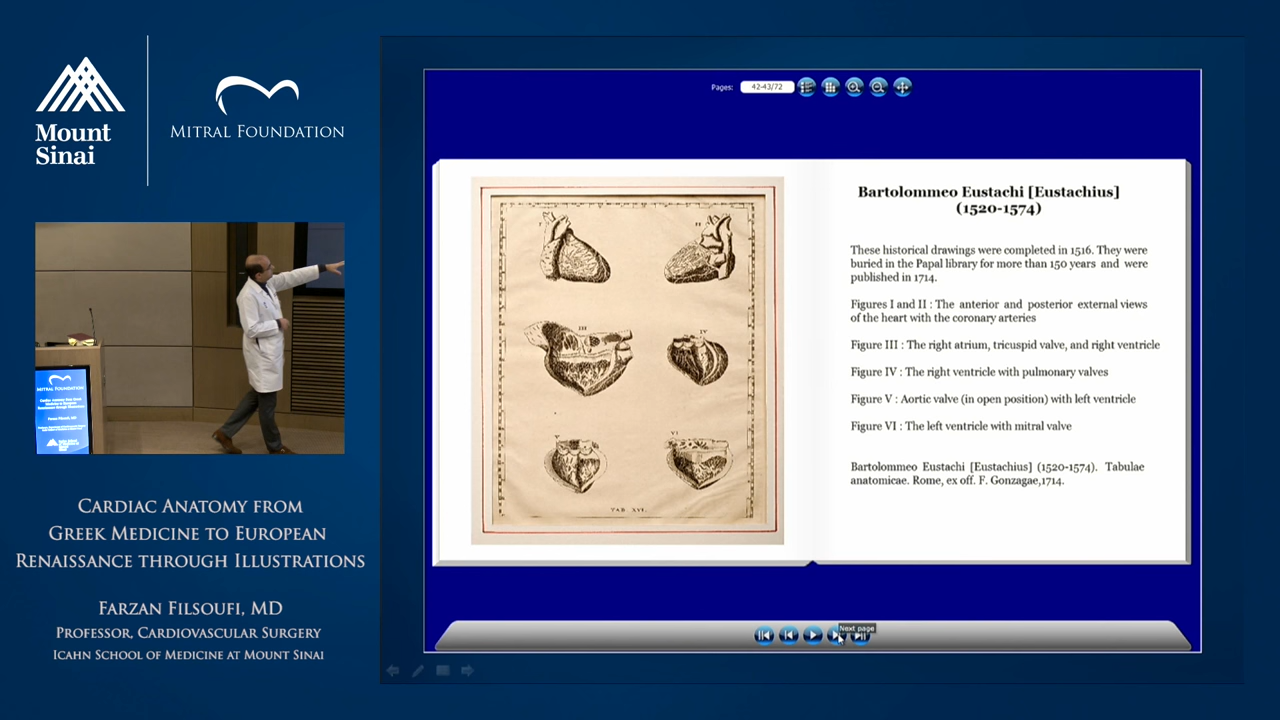 Mount
Sinai
MITRAL FOUNDATION
MITRAL FOUNDATION
CARDIAC ANATOMY FROM
GREEK MEDICINE TO EUROPEAN
RENAISSANCE THROUGH ILLUSTRATIONS
FARZAN FILSOUFI, MD
PROFESSOR, CARDIOVASCULAR SURGERY
ICAHN SCHOOL OF MEDICINE AT MOUNT SINAI
Pages: 42-43/72
I
II
III
IV
V
VI
TAB. XVI.
Bartolommeo Eustachi [Eustachius]
(1520-1574)
These historical drawings were completed in 1516. They were
buried in the Papal library for more than 150 years and were
published in 1714.
Figures I and II : The anterior and posterior external views
of the heart with the coronary arteries
Figure III : The right atrium, tricuspid valve, and right ventricle
Figure IV : The right ventricle with pulmonary valves
Figure V : Aortic valve (in open position) with left ventricle
Figure VI : The left ventricle with mitral valve
Bartolommeo Eustachi [Eustachius] (1520-1574). Tabulae
anatomicae. Rome, ex off. F. Gonzagae,1714.
Next page